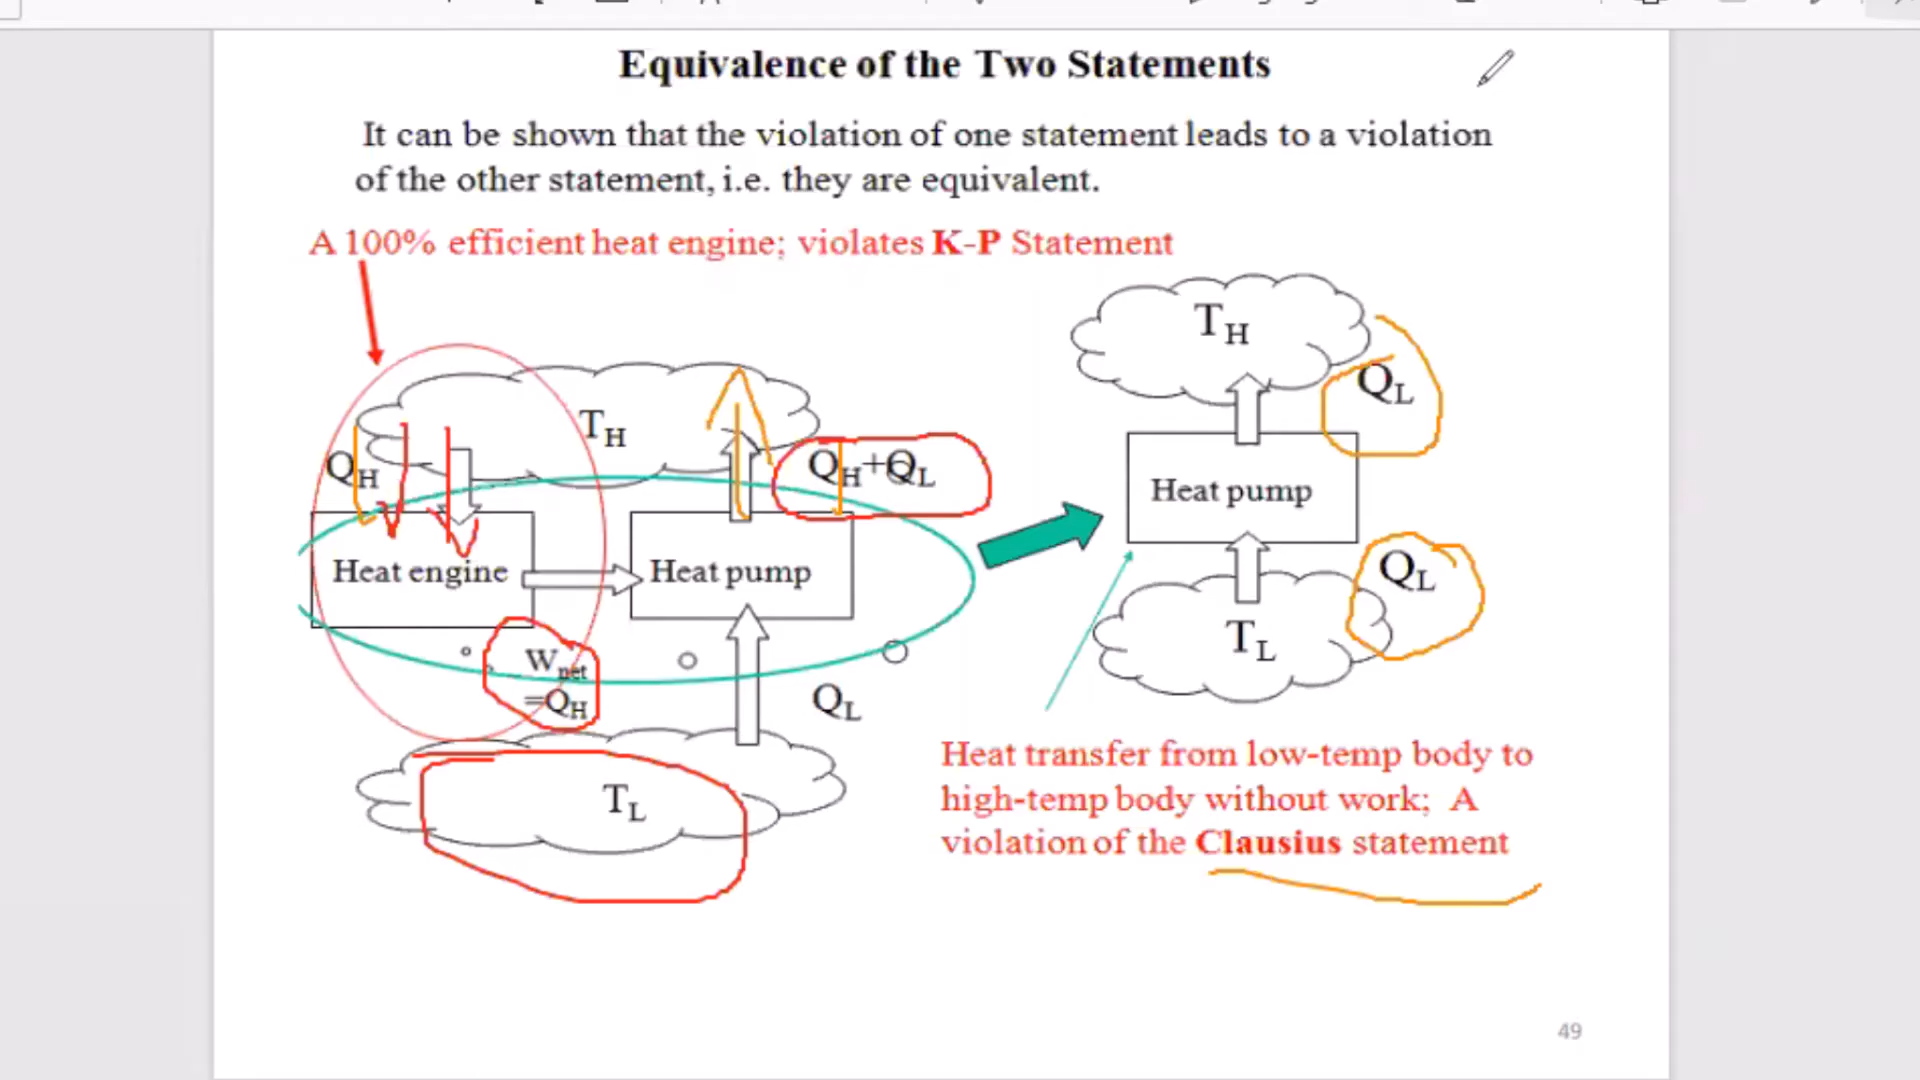 Equivalence of the Two Statements
It can be shown that the violation of one statement leads to a violation
of the other statement, i.e. they are equivalent.
A 100% efficient heat engine; violates K-P Statement
TH
QL
TH
QH
QH+QL
Heat pump
Heat engine
Heat pump
QL
TL
Wnet
=QH
QL
TL
Heat transfer from low-temp body to
high-temp body without work; A
violation of the Clausius statement
49